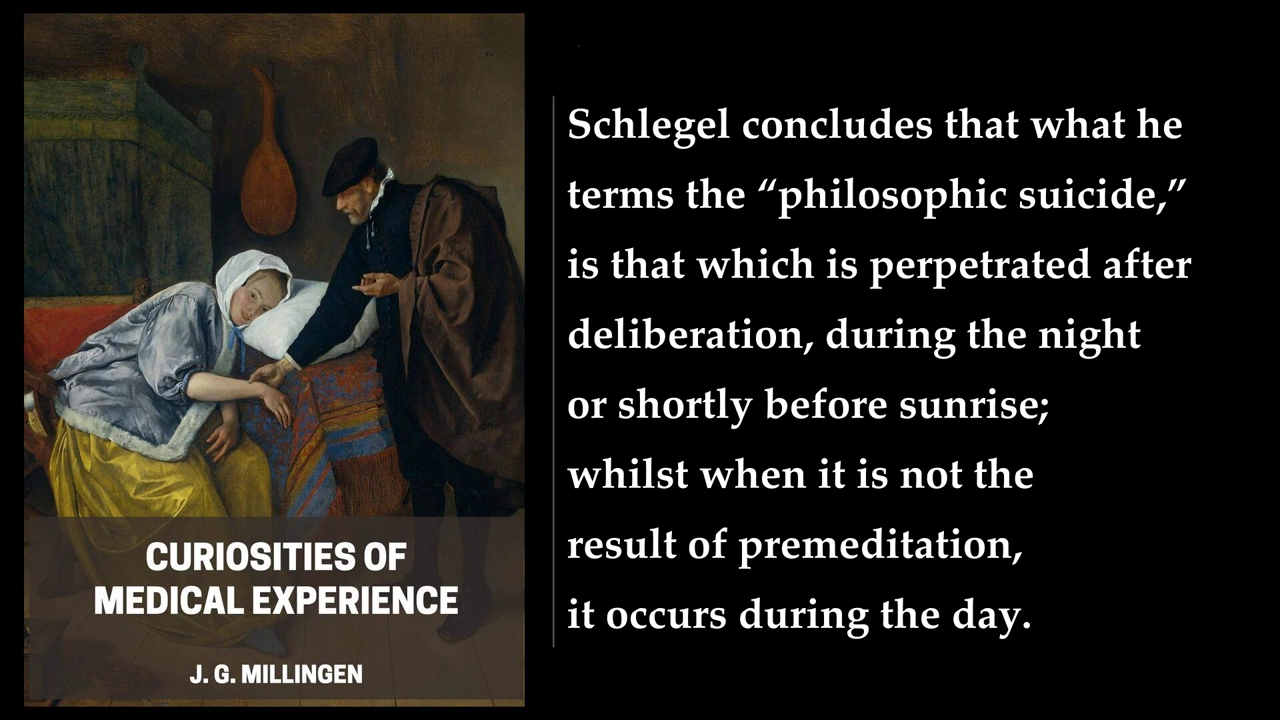 CURIOSITIES OF
MEDICAL EXPERIENCE
J. G. MILLINGEN
Schlegel concludes that what he
terms the “philosophic suicide,”
is that which is perpetrated after
deliberation, during the night
or shortly before sunrise;
whilst when it is not the
result of premeditation,
it occurs during the day.